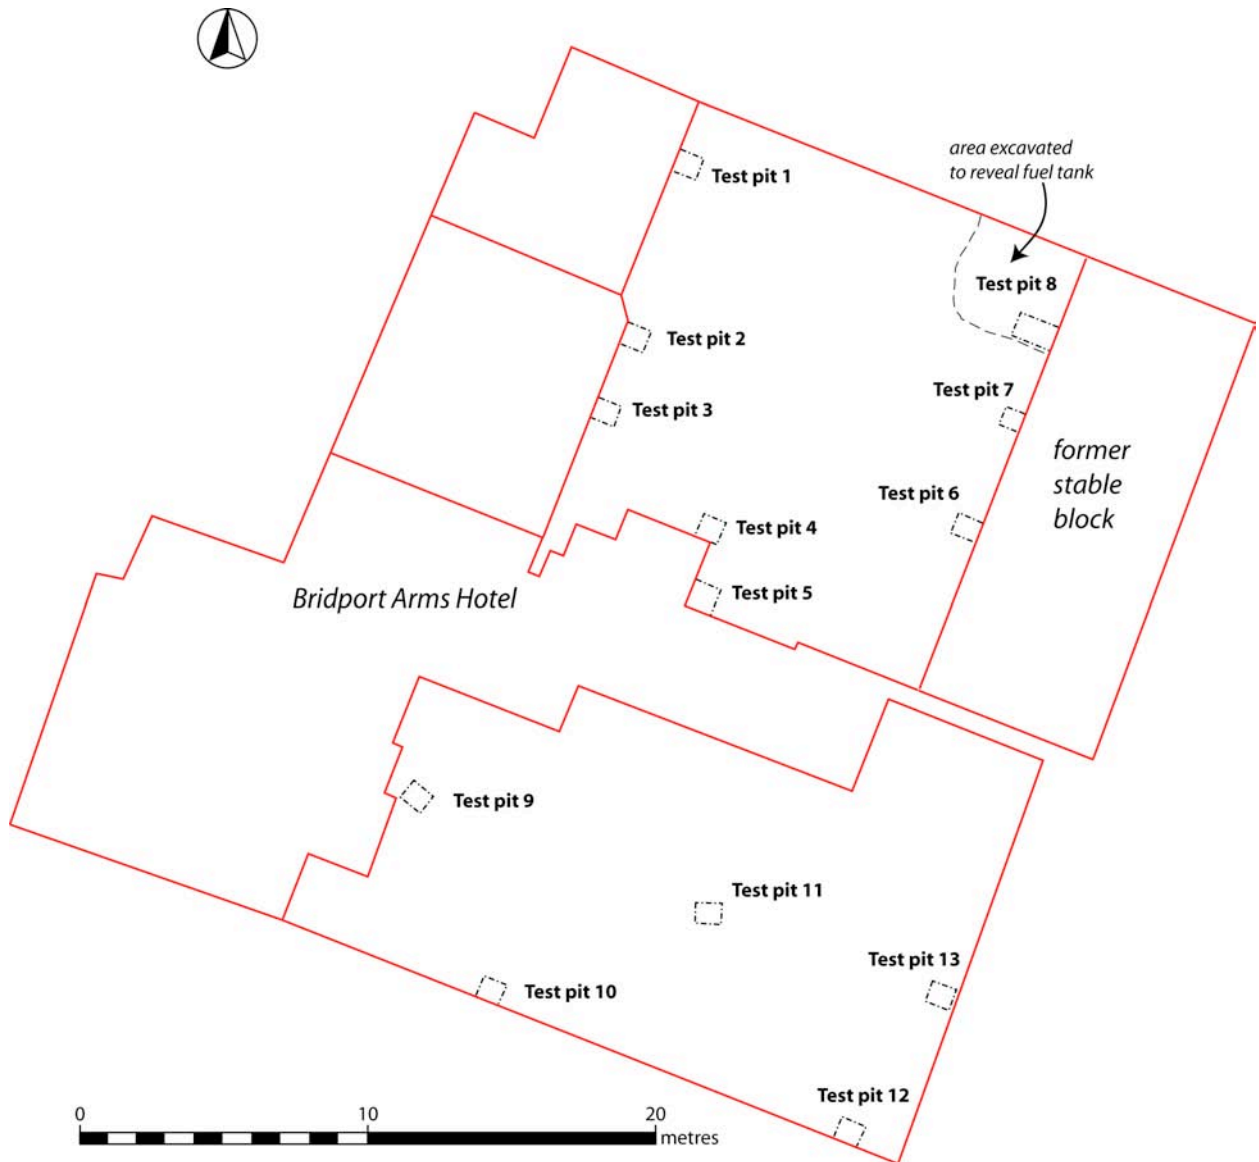 area excavated
to reveal fuel tank
Test pit 1
Test pit 8
Test pit 2
Test pit 7
Test pit 3
former
stable
block
Test pit 6
Test pit 4
Test pit 5
Bridport Arms Hotel
Test pit 9
Test pit 11
Test pit 13
Test pit 10
Test pit 12
0 10 20
metres